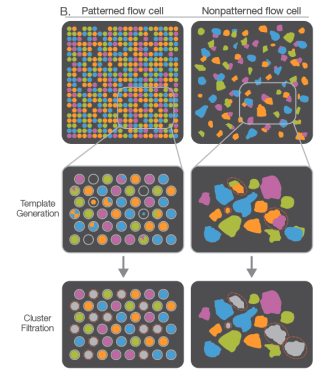 B. Patterned flow cell Nonpatterned flow cell
Template
Generation
Cluster
Filtration